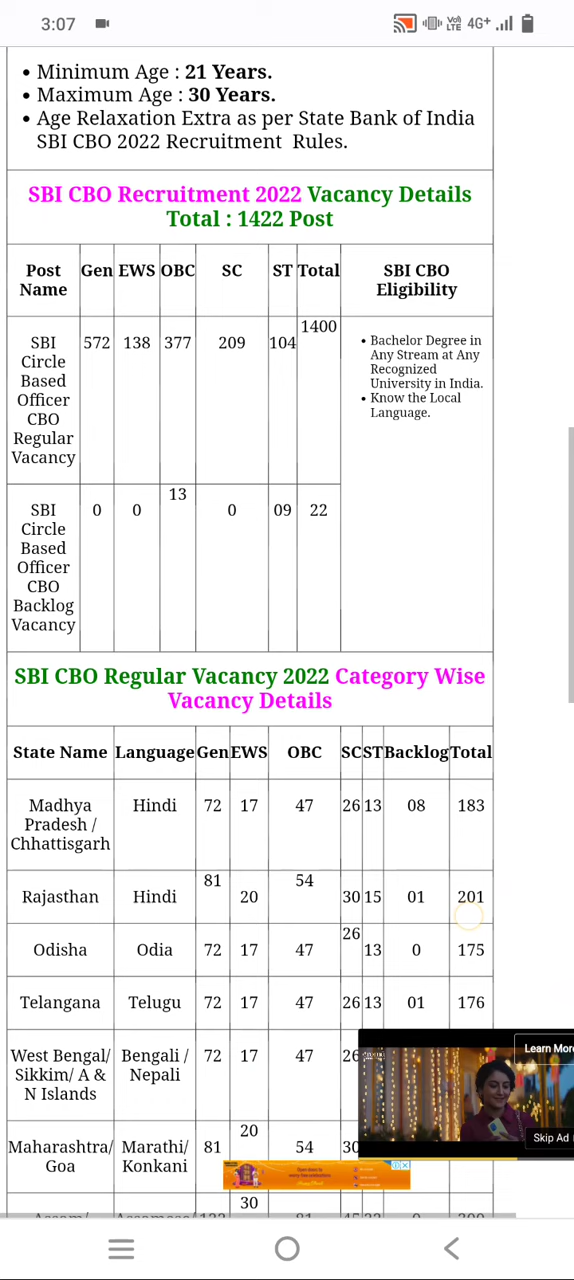 3:07
Vol LTE 4G+
• Minimum Age : 21 Years.
• Maximum Age : 30 Years.
• Age Relaxation Extra as per State Bank of India
SBI CBO 2022 Recruitment Rules.
SBI CBO Recruitment 2022 Vacancy Details
Total : 1422 Post
Post Name Gen EWS OBC SC ST Total SBI CBO Eligibility
SBI Circle Based Officer CBO Regular Vacancy 572 138 377 209 104 1400
• Bachelor Degree in
Any Stream at Any
Recognized
University in India.
• Know the Local
Language.
SBI Circle Based Officer CBO Backlog Vacancy 0 0 13 0 09 22
SBI CBO Regular Vacancy 2022 Category Wise
Vacancy Details
State Name Language Gen EWS OBC SC ST Backlog Total
Madhya Pradesh / Chhattisgarh Hindi 72 17 47 26 13 08 183
Rajasthan Hindi 81 20 54 30 15 01 201
Odisha Odia 72 17 47 26 13 0 175
Telangana Telugu 72 17 47 26 13 01 176
West Bengal/ Sikkim/ A & N Islands Bengali / Nepali 72 17 47 26
Maharashtra/ Goa Marathi/ Konkani 81 20 54 30
30
Learn More
Skip Ad